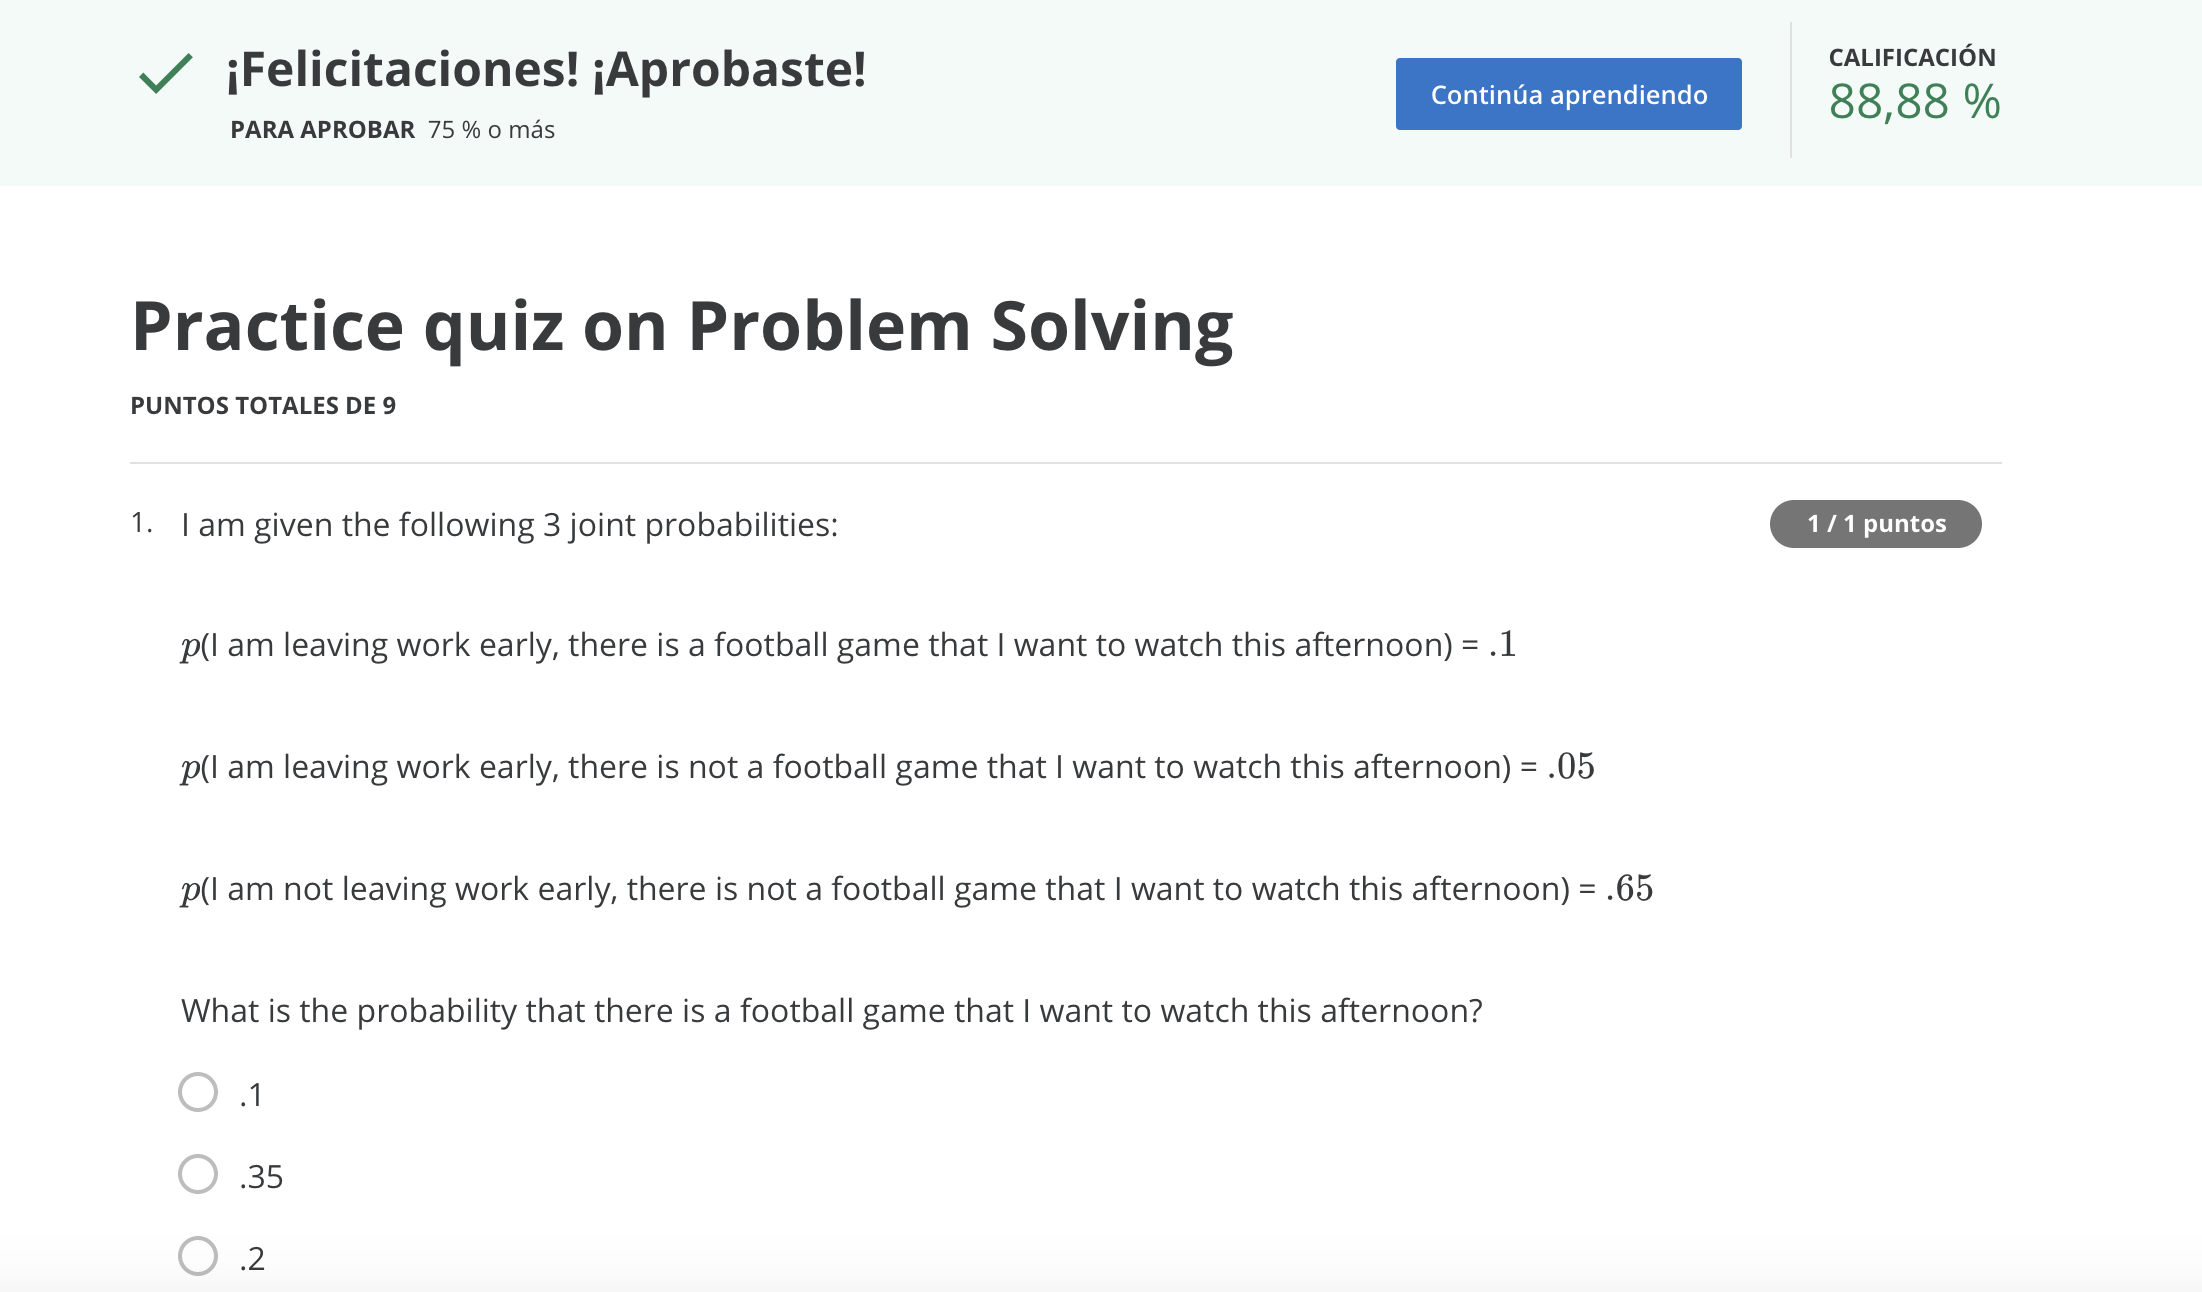 ¡Felicitaciones! ¡Aprobaste!
PARA APROBAR 75 % o más
Continúa aprendiendo
CALIFICACIÓN
88,88 %
Practice quiz on Problem Solving
PUNTOS TOTALES DE 9
1. I am given the following 3 joint probabilities:
1 / 1 puntos
p(I am leaving work early, there is a football game that I want to watch this afternoon) = .1
p(I am leaving work early, there is not a football game that I want to watch this afternoon) = .05
p(I am not leaving work early, there is not a football game that I want to watch this afternoon) = .65
What is the probability that there is a football game that I want to watch this afternoon?
.1
.35
.2